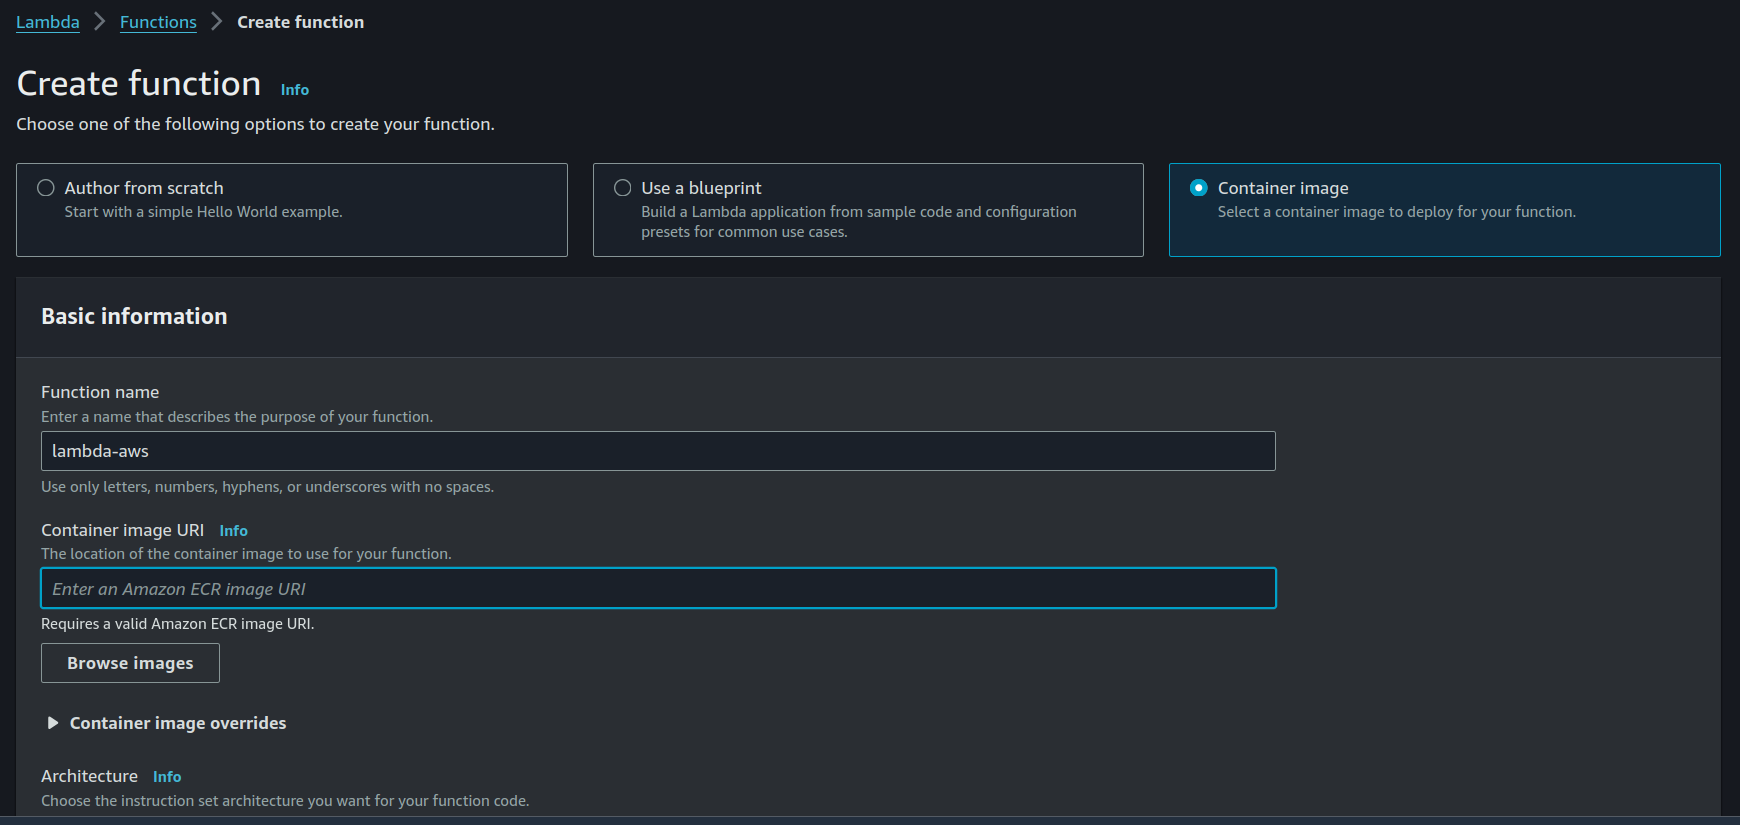 Lambda > Functions > Create function
Create function Info
Choose one of the following options to create your function.
Author from scratch
Start with a simple Hello World example.
Use a blueprint
Build a Lambda application from sample code and configuration
presets for common use cases.
Container image
Select a container image to deploy for your function.
Basic information
Function name
Enter a name that describes the purpose of your function.
lambda-aws
Use only letters, numbers, hyphens, or underscores with no spaces.
Container image URI Info
The location of the container image to use for your function.
Enter an Amazon ECR image URI
Requires a valid Amazon ECR image URI.
Browse images
Container image overrides
Architecture Info
Choose the instruction set architecture you want for your function code.